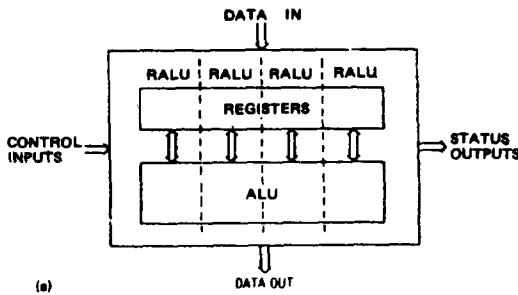 DATA IN
RALU RALU RALU RALU
REGISTERS
CONTROL
INPUTS
STATUS
OUTPUTS
ALU
(a)
DATA OUT